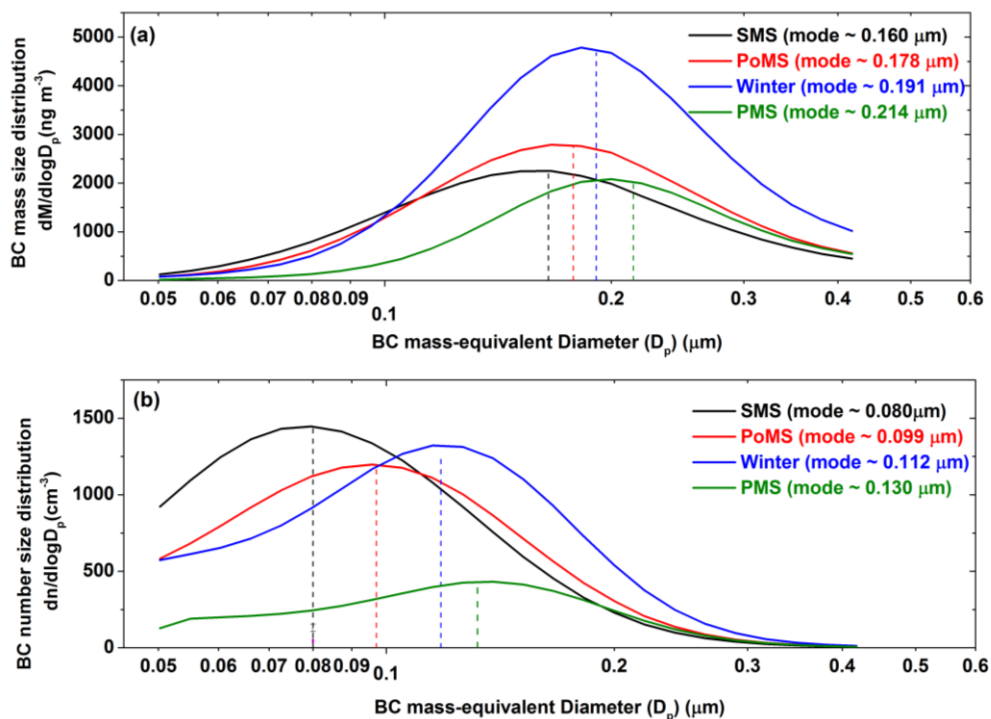 (a)
SMS (mode ~ 0.160 µm)
PoMS (mode ~ 0.178 µm)
Winter (mode ~ 0.191 µm)
PMS (mode ~ 0.214 µm)
BC mass size distribution
dM/dlogDp(ng m-3)
5000
4000
3000
2000
1000
0
0.05 0.06 0.07 0.08 0.09 0.1 0.2 0.3 0.4 0.5 0.6
BC mass-equivalent Diameter (Dp) (µm)
(b)
SMS (mode ~ 0.080µm)
PoMS (mode ~ 0.099 µm)
Winter (mode ~ 0.112 µm)
PMS (mode ~ 0.130 µm)
BC number size distribution
dn/dlogDp(cm-3)
1500
1000
500
0
0.05 0.06 0.07 0.08 0.09 0.1 0.2 0.3 0.4 0.5 0.6
BC mass-equivalent Diameter (Dp) (µm)